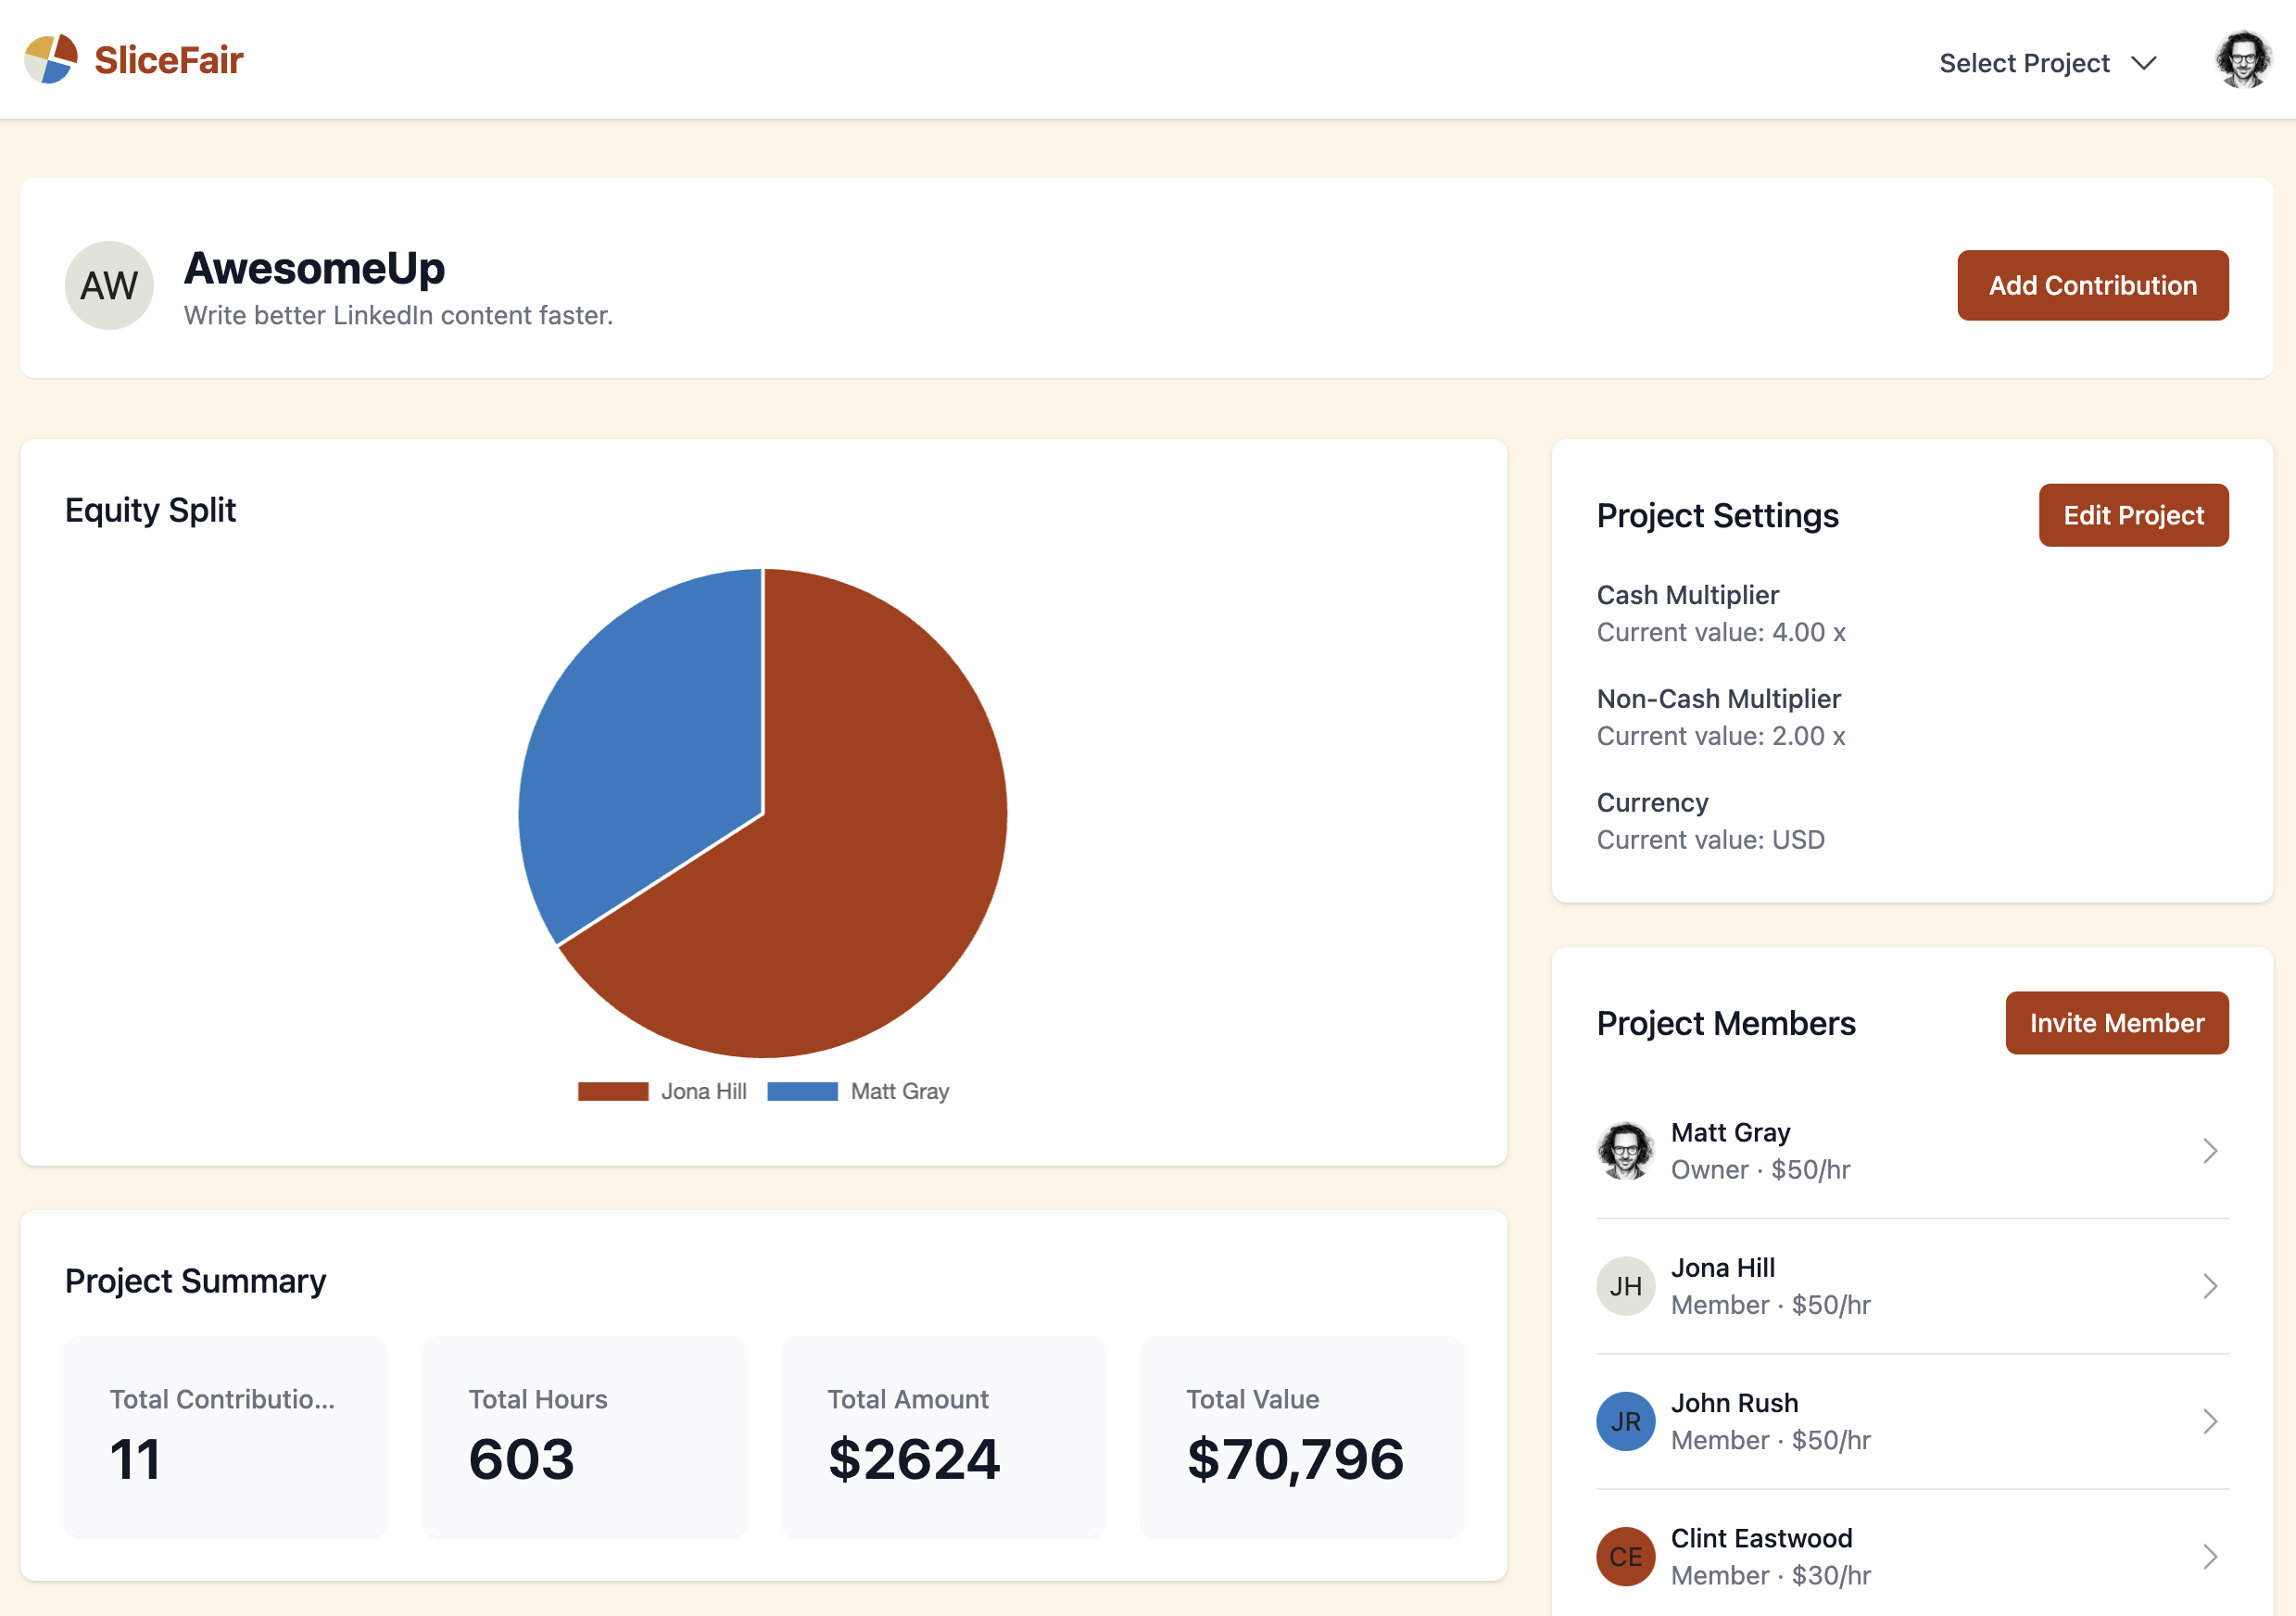 SliceFair
Select Project
AW
AwesomeUp
Write better LinkedIn content faster.
Add Contribution
Equity Split
Jona Hill
Matt Gray
Project Summary
Total Contributio...
11
Total Hours
603
Total Amount
$2624
Total Value
$70,796
Project Settings
Edit Project
Cash Multiplier
Current value: 4.00 x
Non-Cash Multiplier
Current value: 2.00 x
Currency
Current value: USD
Project Members
Invite Member
Matt Gray
Owner · $50/hr
JH
Jona Hill
Member · $50/hr
JR
John Rush
Member · $50/hr
CE
Clint Eastwood
Member · $30/hr